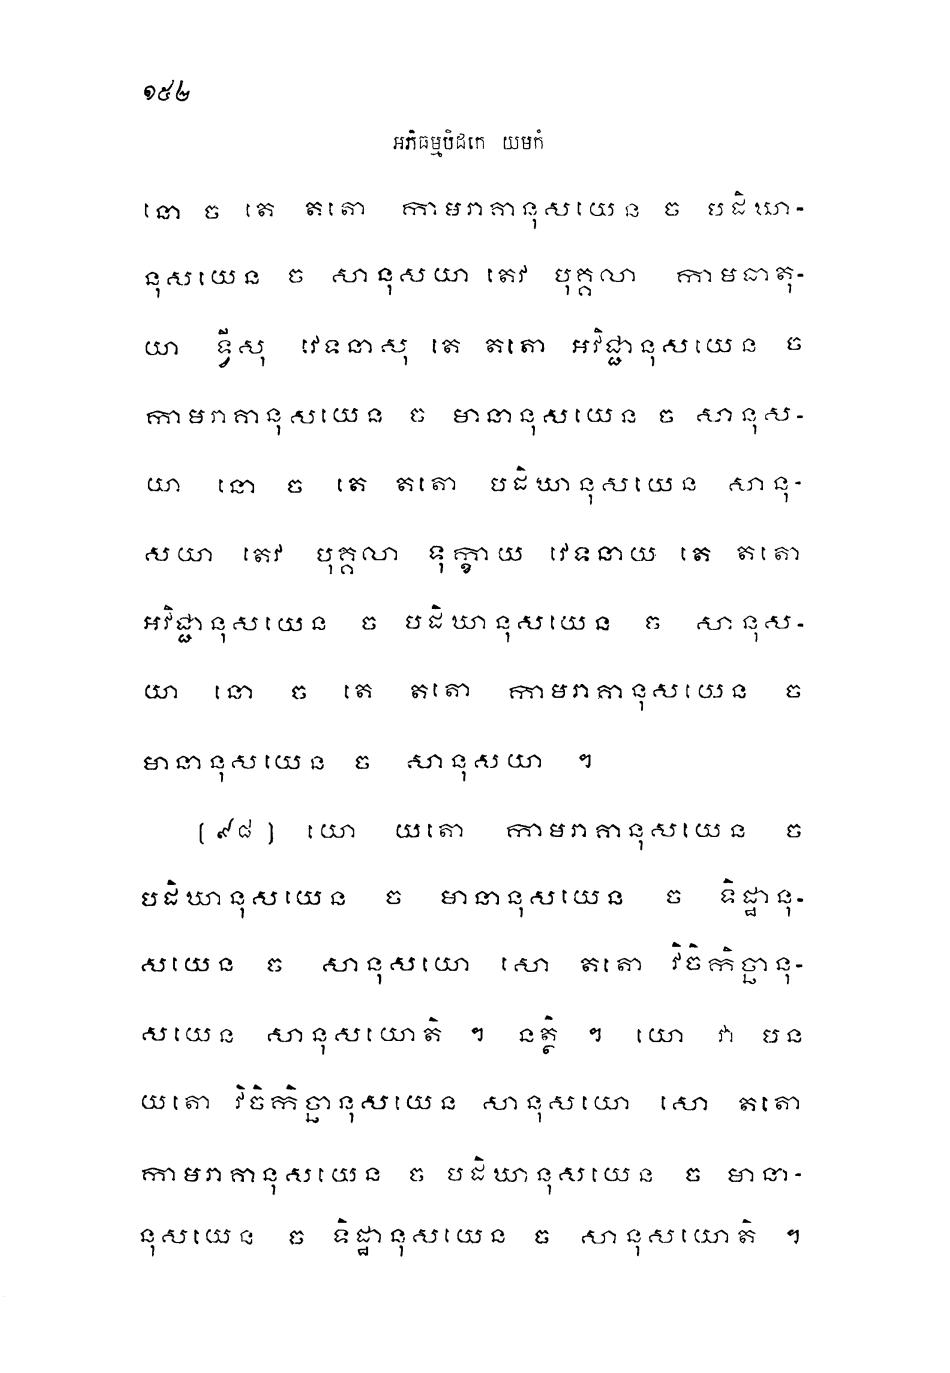 ១៥២
អភិធម្មបិដកេ យមកំ
នោ ច តេ តតោ កាមរាគានុសយេន ច បដិឃា-
នុសយេន ច សានុសយា តេវ បុគ្គលា កាមធាតុ-
យា ទ្វីសុ វេទនាសុ តេ តតោ អវិជ្ជានុសយេន ច
កាមរាគានុសយេន ច មានានុសយេន ច សានុស-
យា នោ ច តេ តតោ បដិឃានុសយេន សានុ-
សយា តេវ បុគ្គលា ទុក្ខាយ វេទនាយ តេ តតោ
អវិជ្ជានុសយេន ច បដិឃានុសយេន ច សានុស-
យា នោ ច តេ តតោ កាមរាគានុសយេន ច
មានានុសយេន ច សានុសយា ។
(៩៨) យោ យតោ កាមរាគានុសយេន ច
បដិឃានុសយេន ច មានានុសយេន ច ទិដ្ឋានុ-
សយេន ច សានុសយោ សោ តតោ វិចិកិច្ឆានុ-
សយេន សានុសយោតិ ។ នត្ថិ ។ យោ វា បន
យតោ វិចិកិច្ឆានុសយេន សានុសយោ សោ តតោ
កាមរាគានុសយេន ច បដិឃានុសយេន ច មានា-
នុសយេន ច ទិដ្ឋានុសយេន ច សានុសយោតិ ។